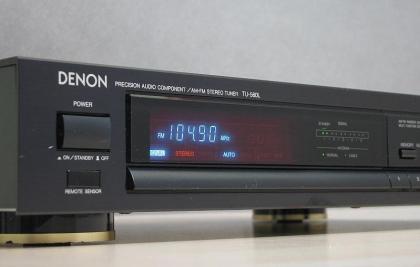 DENON
PRECISION AUDIO COMPONENT / AM-FM STEREO TUNER TU-580L
POWER
FM 104.90 MHz
STEREO AUTO
▲ ON/STANDBY ■ OFF
REMOTE SENSOR
SIGNAL
MEMORY